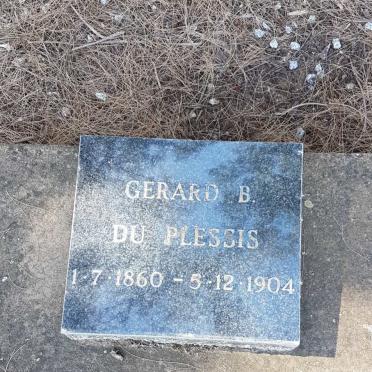 GERARD B.
DU PLESSIS
1·7·1860 – 5·12·1904